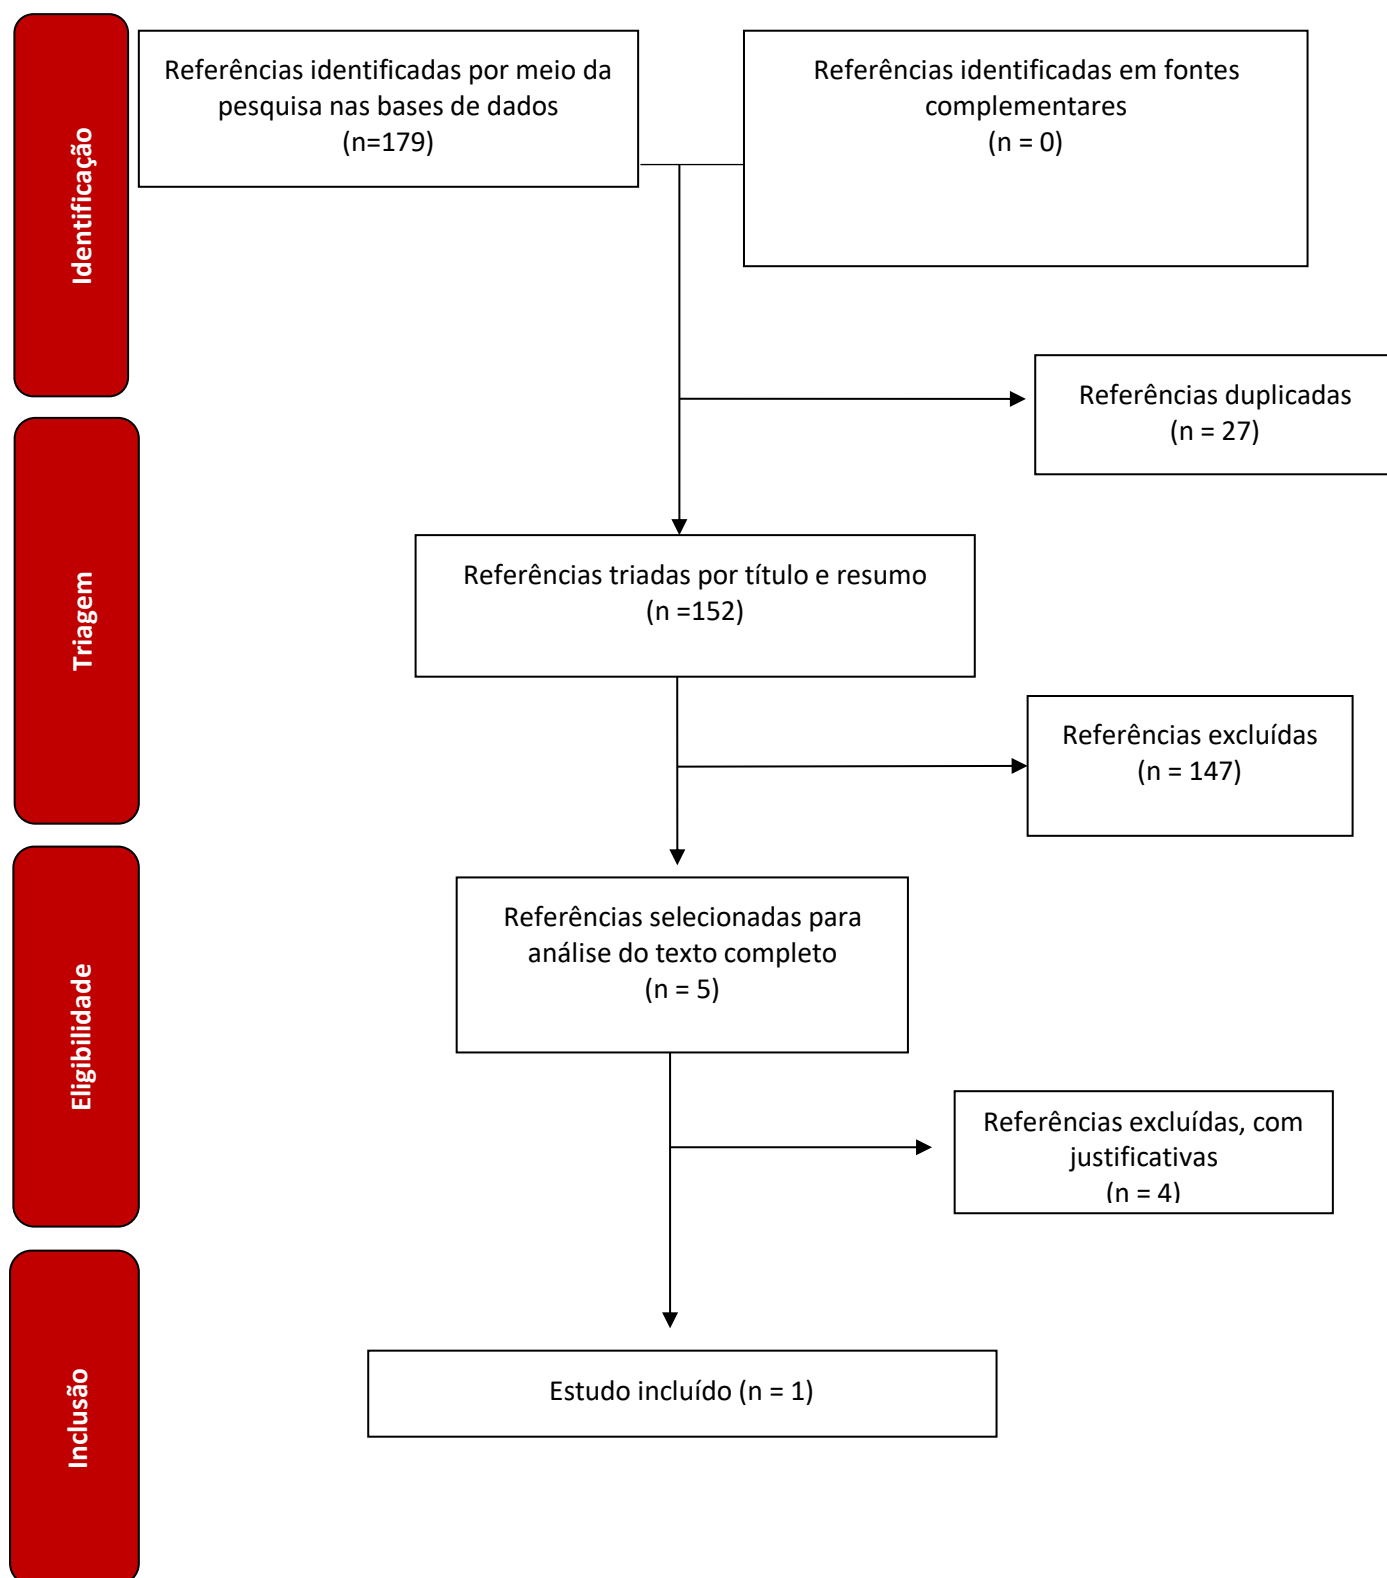 Identificação
Referências identificadas por meio da
pesquisa nas bases de dados
(n=179)
Referências identificadas em fontes
complementares
(n = 0)
Referências duplicadas
(n = 27)
Triagem
Referências triadas por título e resumo
(n =152)
Referências excluídas
(n = 147)
Eligibilidade
Referências selecionadas para
análise do texto completo
(n = 5)
Referências excluídas, com
justificativas
(n = 4)
Inclusão
Estudo incluído (n = 1)